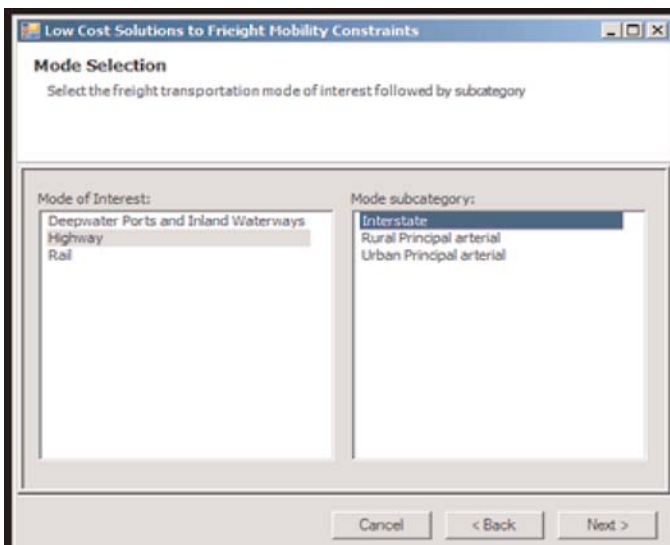 Low Cost Solutions to Frieight Mobility Constraints
Mode Selection
Select the freight transportation mode of interest followed by subcategory
Mode of Interest:
Deepwater Ports and Inland Waterways
Highway
Rail
Mode subcategory:
Interstate
Rural Principal arterial
Urban Principal arterial
Cancel
< Back
Next >